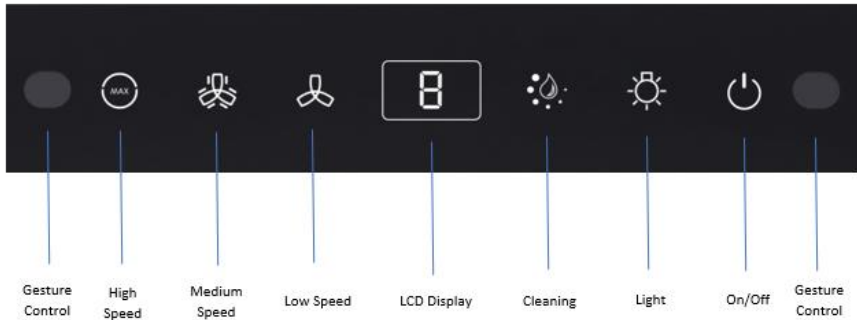 MAX
8
Gesture
Control
High
Speed
Medium
Speed
Low Speed
LCD Display
Cleaning
Light
On/Off
Gesture
Control